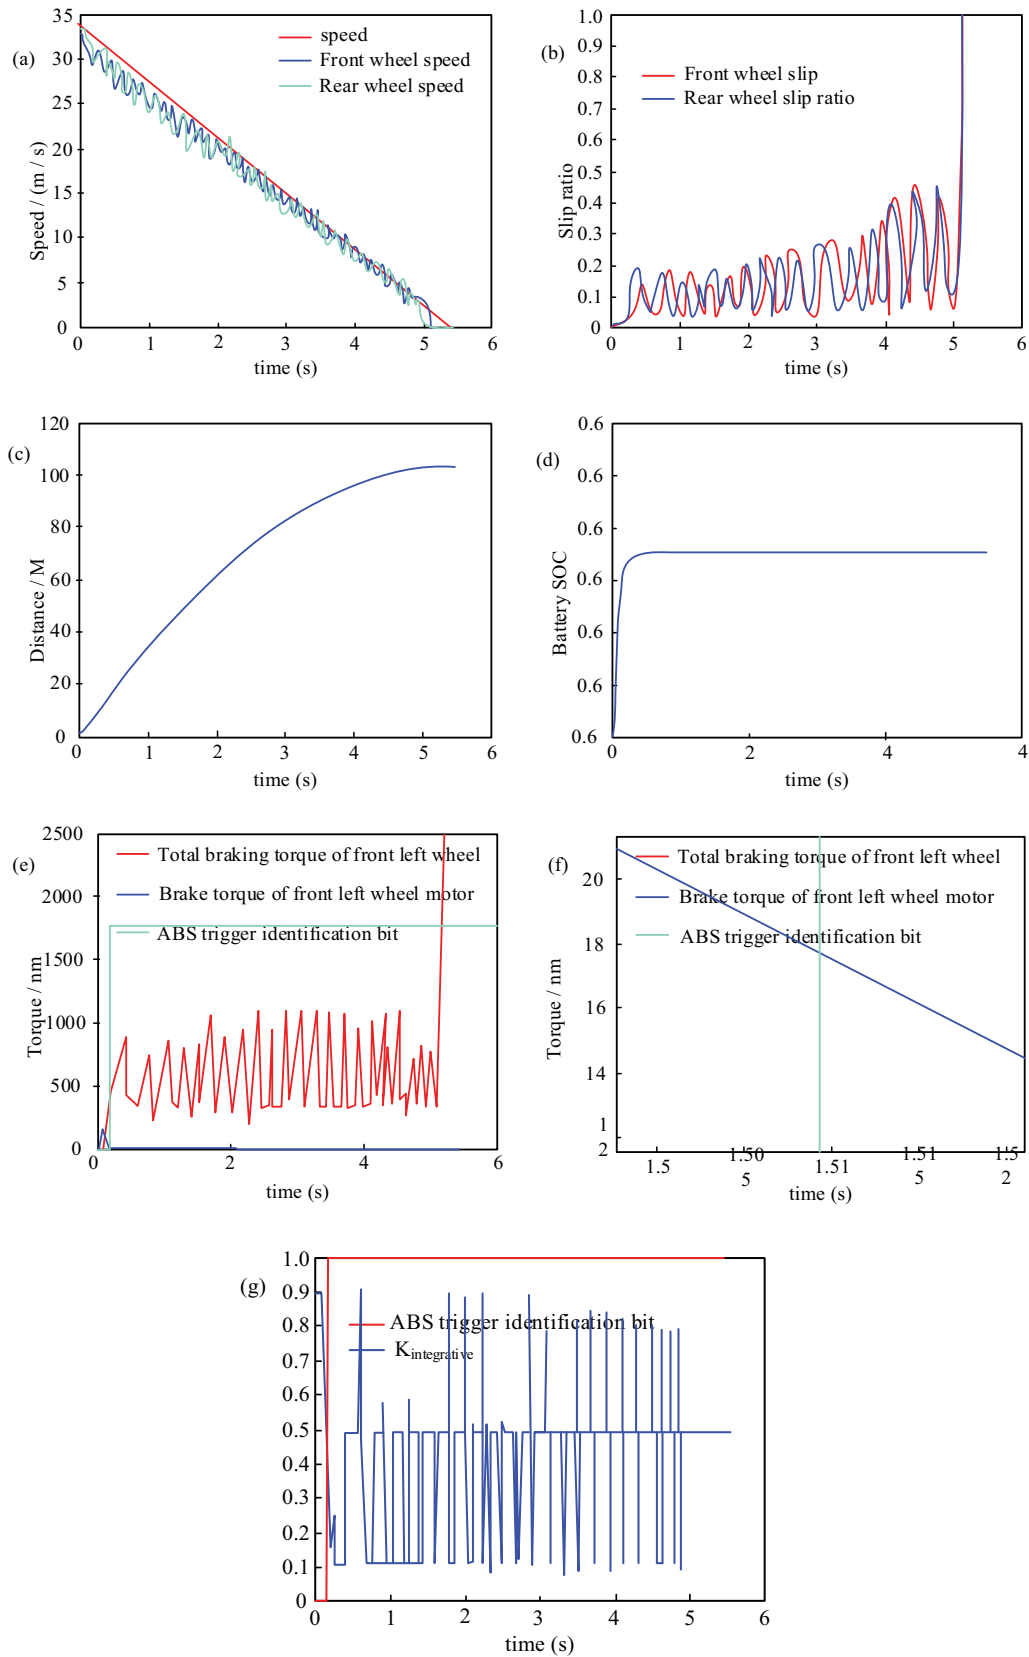 (a)
35
30
25
20
15
10
5
0
Speed / (m / s)
speed
Front wheel speed
Rear wheel speed
0 1 2 3 4 5 6
time (s)
(b)
1.0
0.9
0.8
0.7
0.6
0.5
0.4
0.3
0.2
0.1
0
Slip ratio
Front wheel slip
Rear wheel slip ratio
0 1 2 3 4 5 6
time (s)
(c)
120
100
80
60
40
20
0
Distance / M
0 1 2 3 4 5 6
time (s)
(d)
0.6
0.6
0.6
0.6
0.6
0.6
0.6
Battery SOC
0 2 4 4
time (s)
(e)
2500
2000
1500
1000
500
0
Torque / nm
Total braking torque of front left wheel
Brake torque of front left wheel motor
ABS trigger identification bit
0 2 4 6
time (s)
(f)
20
18
16
14
1
2
Torque / nm
Total braking torque of front left wheel
Brake torque of front left wheel motor
ABS trigger identification bit
1.5 1.50 1.51 1.51 1.5
5 5 2
time (s)
(g)
1.0
0.9
0.8
0.7
0.6
0.5
0.4
0.3
0.2
0.1
0
ABS trigger identification bit
Kintegrative
0 1 2 3 4 5 6
time (s)